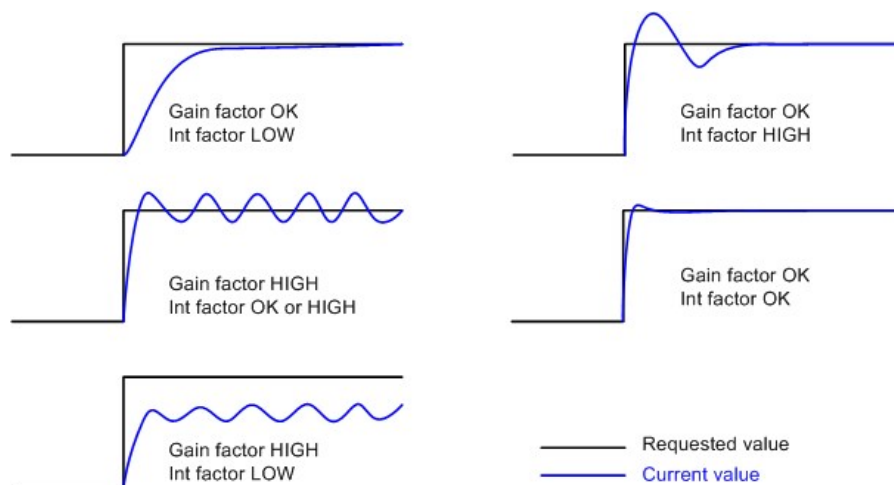 Gain factor OK
Int factor LOW
Gain factor OK
Int factor HIGH
Gain factor HIGH
Int factor OK or HIGH
Gain factor OK
Int factor OK
Gain factor HIGH
Int factor LOW
Requested value
Current value